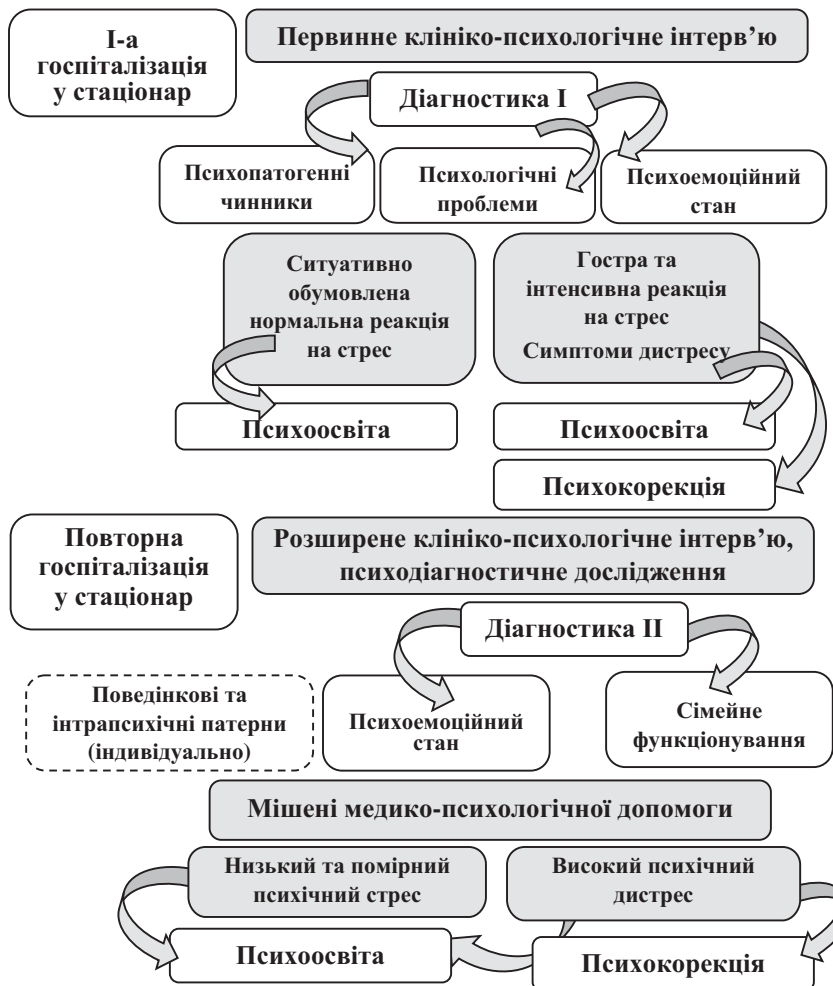 І-а
госпіталізація
у стаціонар
Первинне клініко-психологічне інтерв’ю
Діагностика І
Психопатогенні
чинники
Психологічні
проблеми
Психоемоційний
стан
Ситуативно
обумовлена
нормальна реакція
на стрес
Гостра та
інтенсивна реакція
на стрес
Симптоми дистресу
Психоосвіта
Психоосвіта
Психокорекція
Повторна
госпіталізація
у стаціонар
Розширене клініко-психологічне інтерв’ю,
психодіагностичне дослідження
Діагностика ІІ
Поведінкові та
інтрапсихічні патерни
(індивідуально)
Психоемоційний
стан
Сімейне
функціонування
Мішені медико-психологічної допомоги
Низький та помірний
психічний стрес
Високий психічний
дистрес
Психоосвіта
Психокорекція